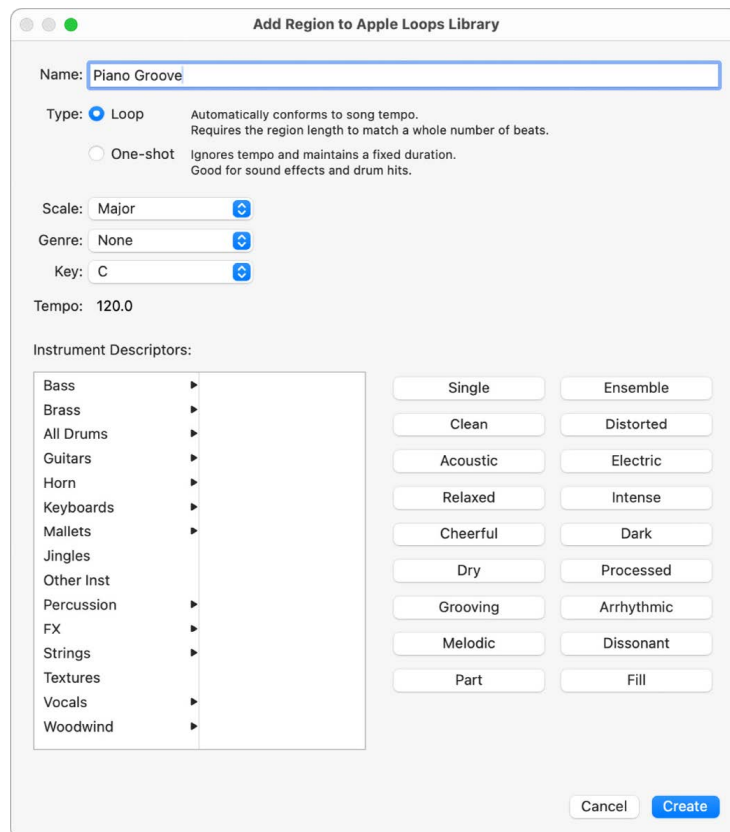 Add Region to Apple Loops Library
Name: Piano Groove
Type: Loop Automatically conforms to song tempo.
Requires the region length to match a whole number of beats.
One-shot Ignores tempo and maintains a fixed duration.
Good for sound effects and drum hits.
Scale: Major
Genre: None
Key: C
Tempo: 120.0
Instrument Descriptors:
Bass
Brass
All Drums
Guitars
Horn
Keyboards
Mallets
Jingles
Other Inst
Percussion
FX
Strings
Textures
Vocals
Woodwind
Single Ensemble
Clean Distorted
Acoustic Electric
Relaxed Intense
Cheerful Dark
Dry Processed
Grooving Arrhythmic
Melodic Dissonant
Part Fill
Cancel Create